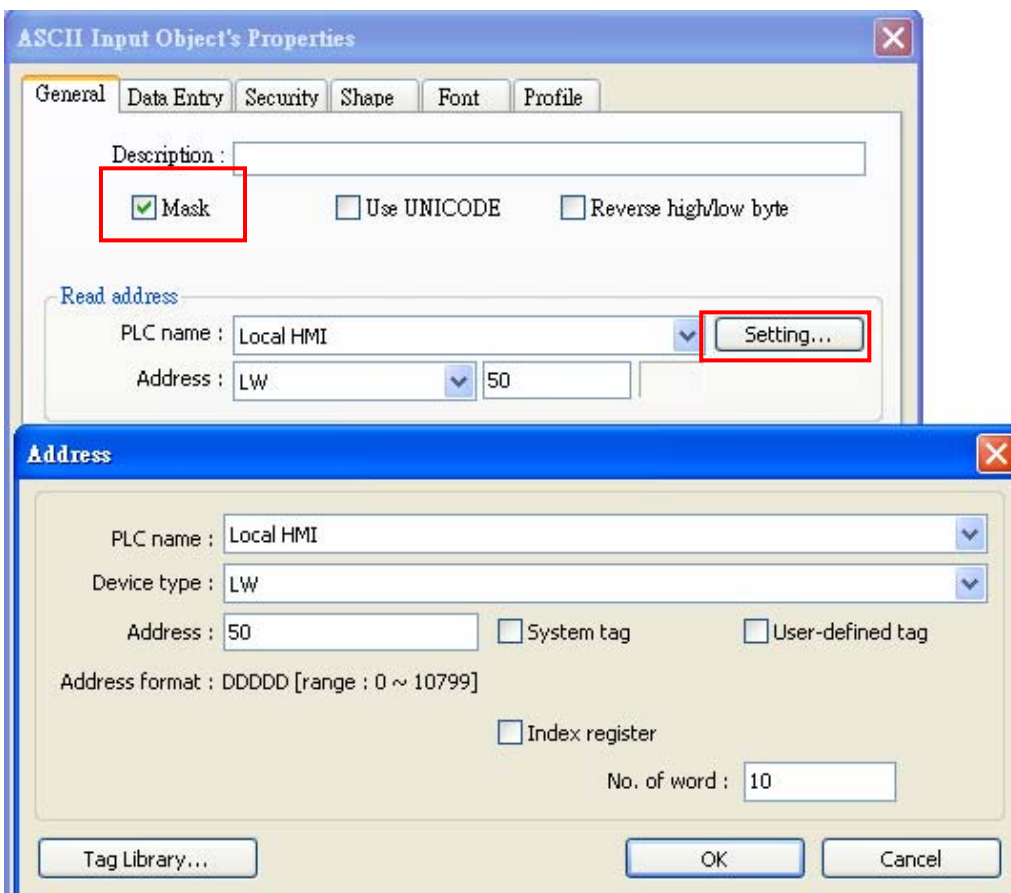 ASCII Input Object's Properties
General Data Entry Security Shape Font Profile
Description :
Mask Use UNICODE Reverse high/low byte
Read address
PLC name : Local HMI Setting...
Address : LW 50
Address
PLC name : Local HMI
Device type : LW
Address : 50 System tag User-defined tag
Address format : DDDDD [range : 0 ~ 10799]
Index register
No. of word : 10
Tag Library... OK Cancel